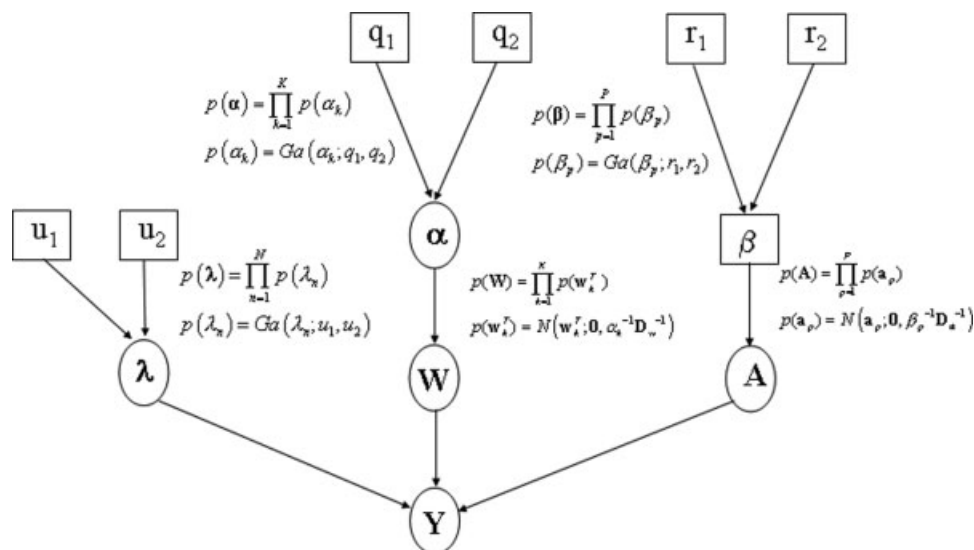 q₁ q₂ r₁ r₂
p(α) = ∏_{k=1}^{K} p(α_k)
p(α_k) = Ga(α_k; q₁, q₂)
p(β) = ∏_{p=1}^{P} p(β_p)
p(β_p) = Ga(β_p; r₁, r₂)
u₁ u₂ α β
p(λ) = ∏_{n=1}^{N} p(λ_n)
p(λ_n) = Ga(λ_n; u₁, u₂)
p(W) = ∏_{k=1}^{K} p(w_k^T)
p(w_k^T) = N(w_k^T; 0, α_k^{-1} D_w^{-1})
p(A) = ∏_{p=1}^{P} p(a_p)
p(a_p) = N(a_p; 0, β_p^{-1} D_a^{-1})
λ W A
Y